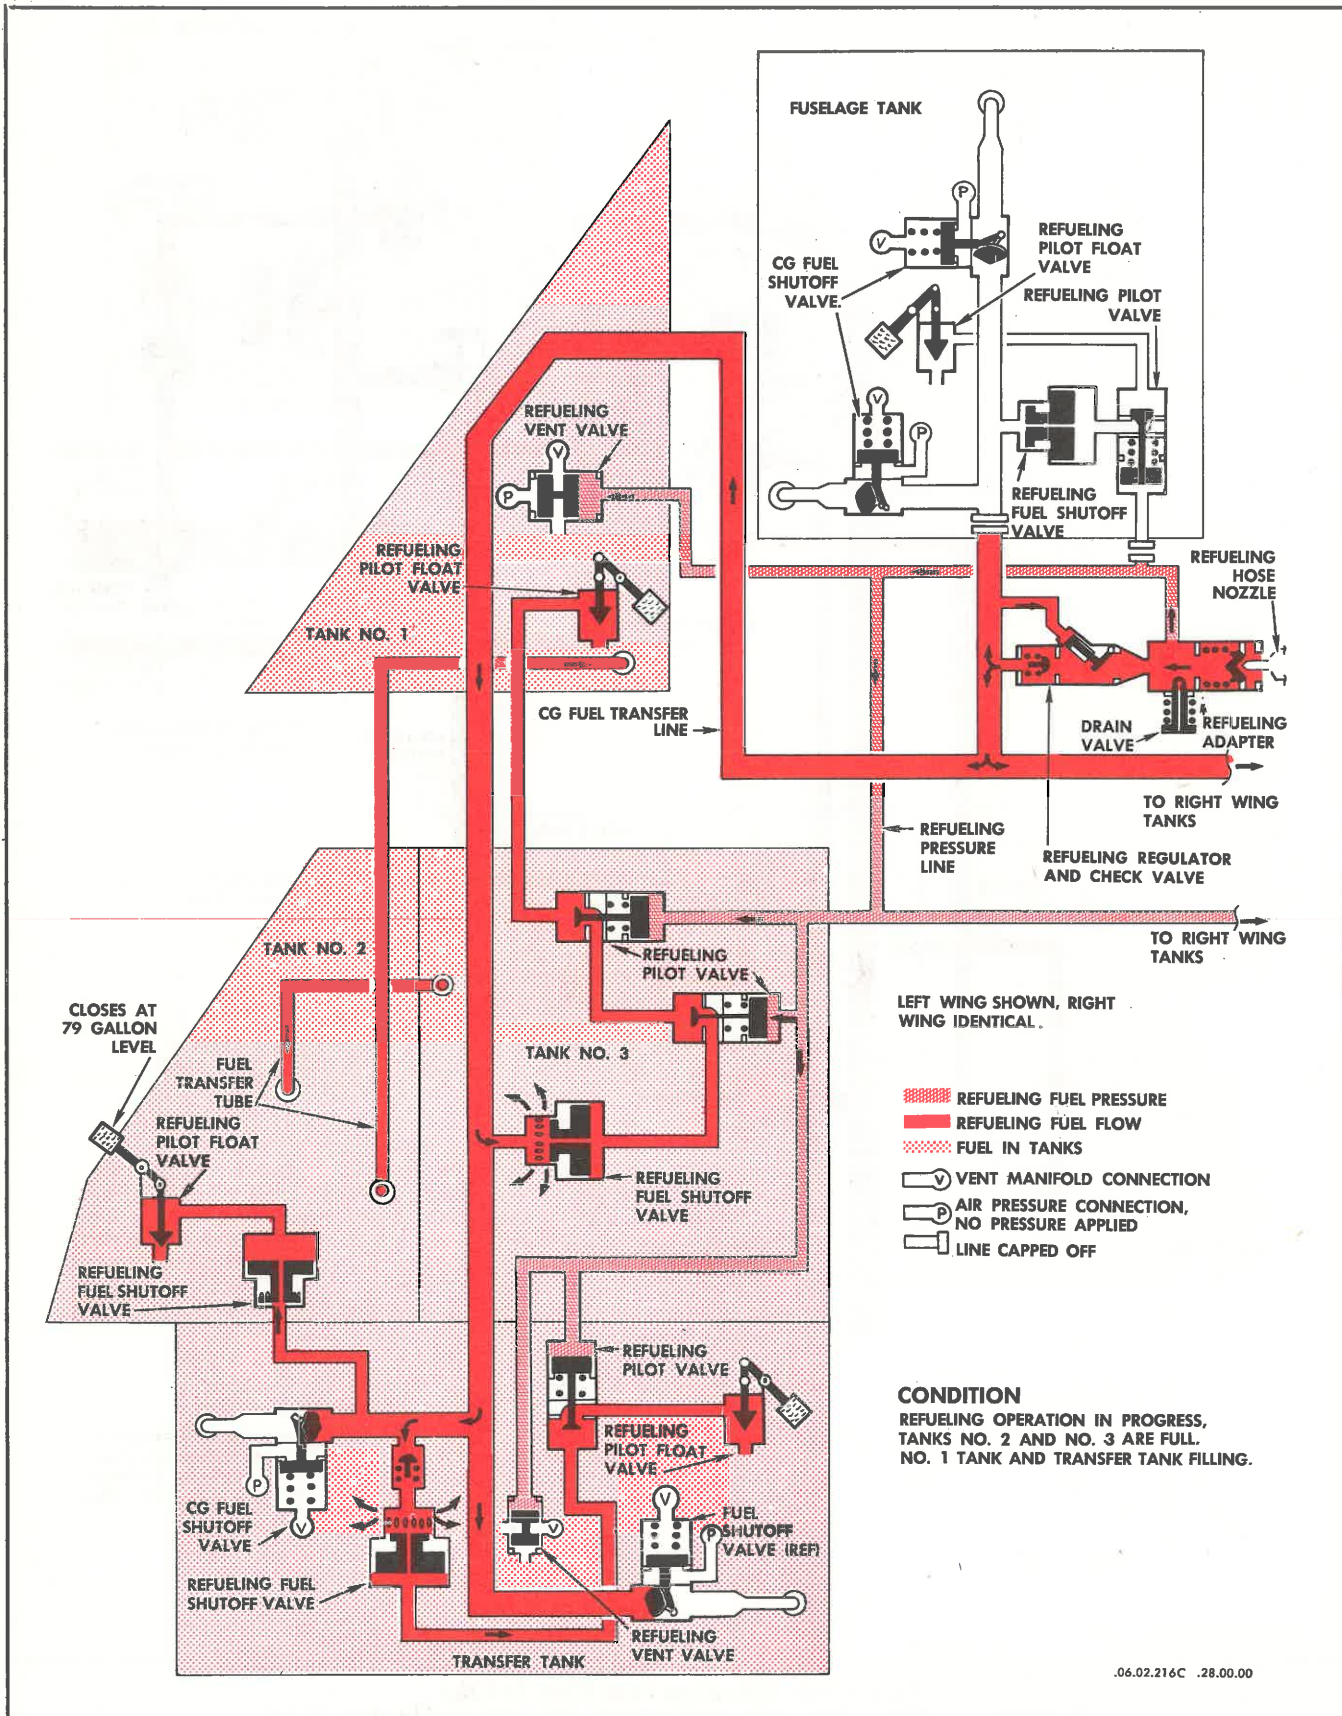 FUSELAGE TANK
P
V
REFUELING
PILOT FLOAT
VALVE
CG FUEL
SHUTOFF
VALVE.
REFUELING PILOT
VALVE
V
P
REFUELING
FUEL SHUTOFF
VALVE
REFUELING
VENT VALVE
V
P
REFUELING
PILOT FLOAT
VALVE
TANK NO. 1
REFUELING
HOSE
NOZZLE
CG FUEL TRANSFER
LINE
DRAIN
VALVE
REFUELING
ADAPTER
TO RIGHT WING
TANKS
REFUELING
PRESSURE
LINE
REFUELING REGULATOR
AND CHECK VALVE
TO RIGHT WING
TANKS
TANK NO. 2
REFUELING
PILOT VALVE
CLOSES AT
79 GALLON
LEVEL
TANK NO. 3
FUEL
TRANSFER
TUBE
REFUELING
PILOT FLOAT
VALVE
REFUELING
FUEL SHUTOFF
VALVE
REFUELING
FUEL SHUTOFF
VALVE
LEFT WING SHOWN, RIGHT
WING IDENTICAL.
REFUELING FUEL PRESSURE
REFUELING FUEL FLOW
FUEL IN TANKS
V VENT MANIFOLD CONNECTION
P AIR PRESSURE CONNECTION,
NO PRESSURE APPLIED
LINE CAPPED OFF
REFUELING
PILOT VALVE
REFUELING
PILOT FLOAT
VALVE
P
V
CG FUEL
SHUTOFF
VALVE
REFUELING FUEL
SHUTOFF VALVE
V
V
P
FUEL
SHUTOFF
VALVE (REF)
REFUELING
VENT VALVE
TRANSFER TANK
CONDITION
REFUELING OPERATION IN PROGRESS,
TANKS NO. 2 AND NO. 3 ARE FULL.
NO. 1 TANK AND TRANSFER TANK FILLING.
.06.02.216C .28.00.00